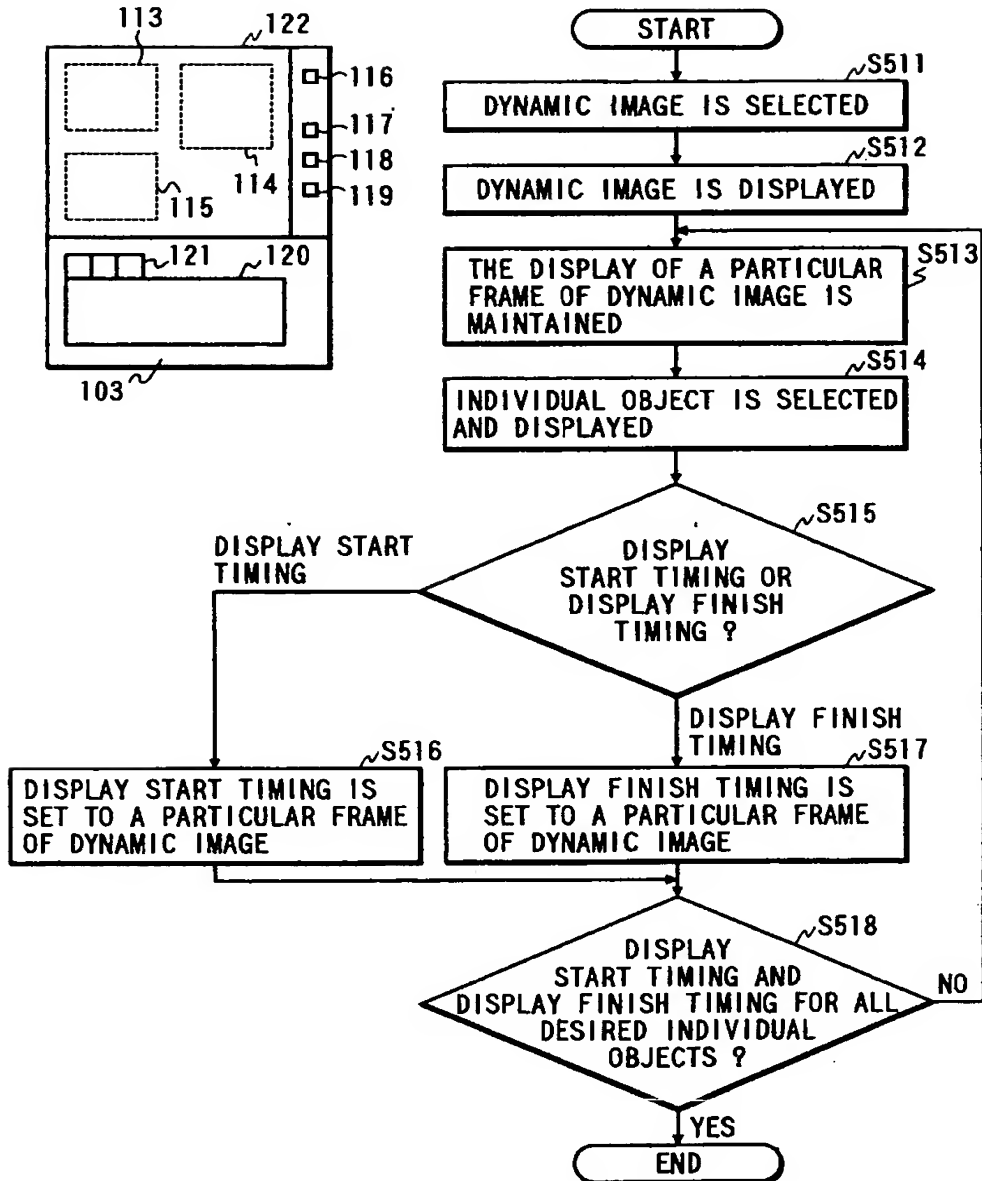 113
122
116
117
118
114
119
115
121
120
103
START
S511
DYNAMIC IMAGE IS SELECTED
S512
DYNAMIC IMAGE IS DISPLAYED
S513
THE DISPLAY OF A PARTICULAR
FRAME OF DYNAMIC IMAGE IS
MAINTAINED
S514
INDIVIDUAL OBJECT IS SELECTED
AND DISPLAYED
S515
DISPLAY
START TIMING OR
DISPLAY FINISH
TIMING ?
DISPLAY START
TIMING
DISPLAY FINISH
TIMING
S516
DISPLAY START TIMING IS
SET TO A PARTICULAR FRAME
OF DYNAMIC IMAGE
S517
DISPLAY FINISH TIMING IS
SET TO A PARTICULAR FRAME
OF DYNAMIC IMAGE
S518
DISPLAY
START TIMING AND
DISPLAY FINISH TIMING FOR ALL
DESIRED INDIVIDUAL
OBJECTS ?
NO
YES
END